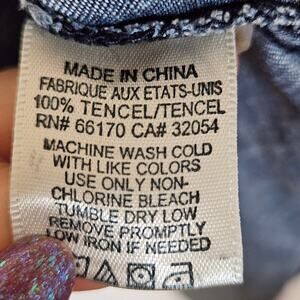 MADE IN CHINA
FABRIQUE AUX ETATS-UNIS
100% TENCEL/TENCEL
RN# 66170 CA# 32054
MACHINE WASH COLD
WITH LIKE COLORS
USE ONLY NON-
CHLORINE BLEACH
TUMBLE DRY LOW
REMOVE PROMPTLY
LOW IRON IF NEEDED